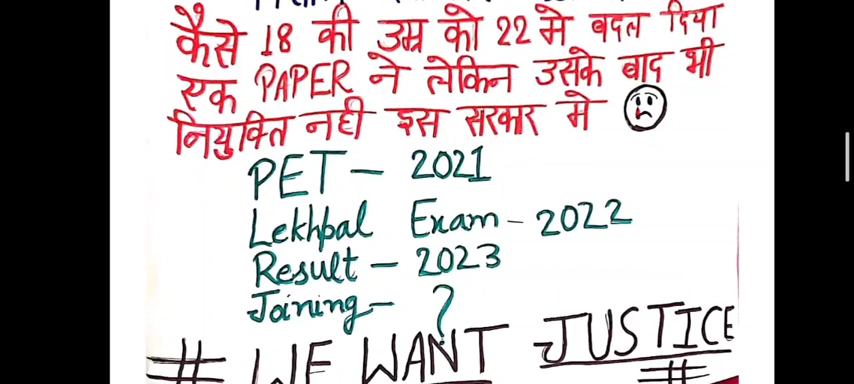 कैसे 18 की उम्र को 22 मे बदल दिया
एक PAPER ने लेकिन उसके बाद भी
नियुक्ति नही इस सरकार मे
PET - 2021
Lekhpal Exam - 2022
Result - 2023
Joining - ?
# WE WANT JUSTICE
#